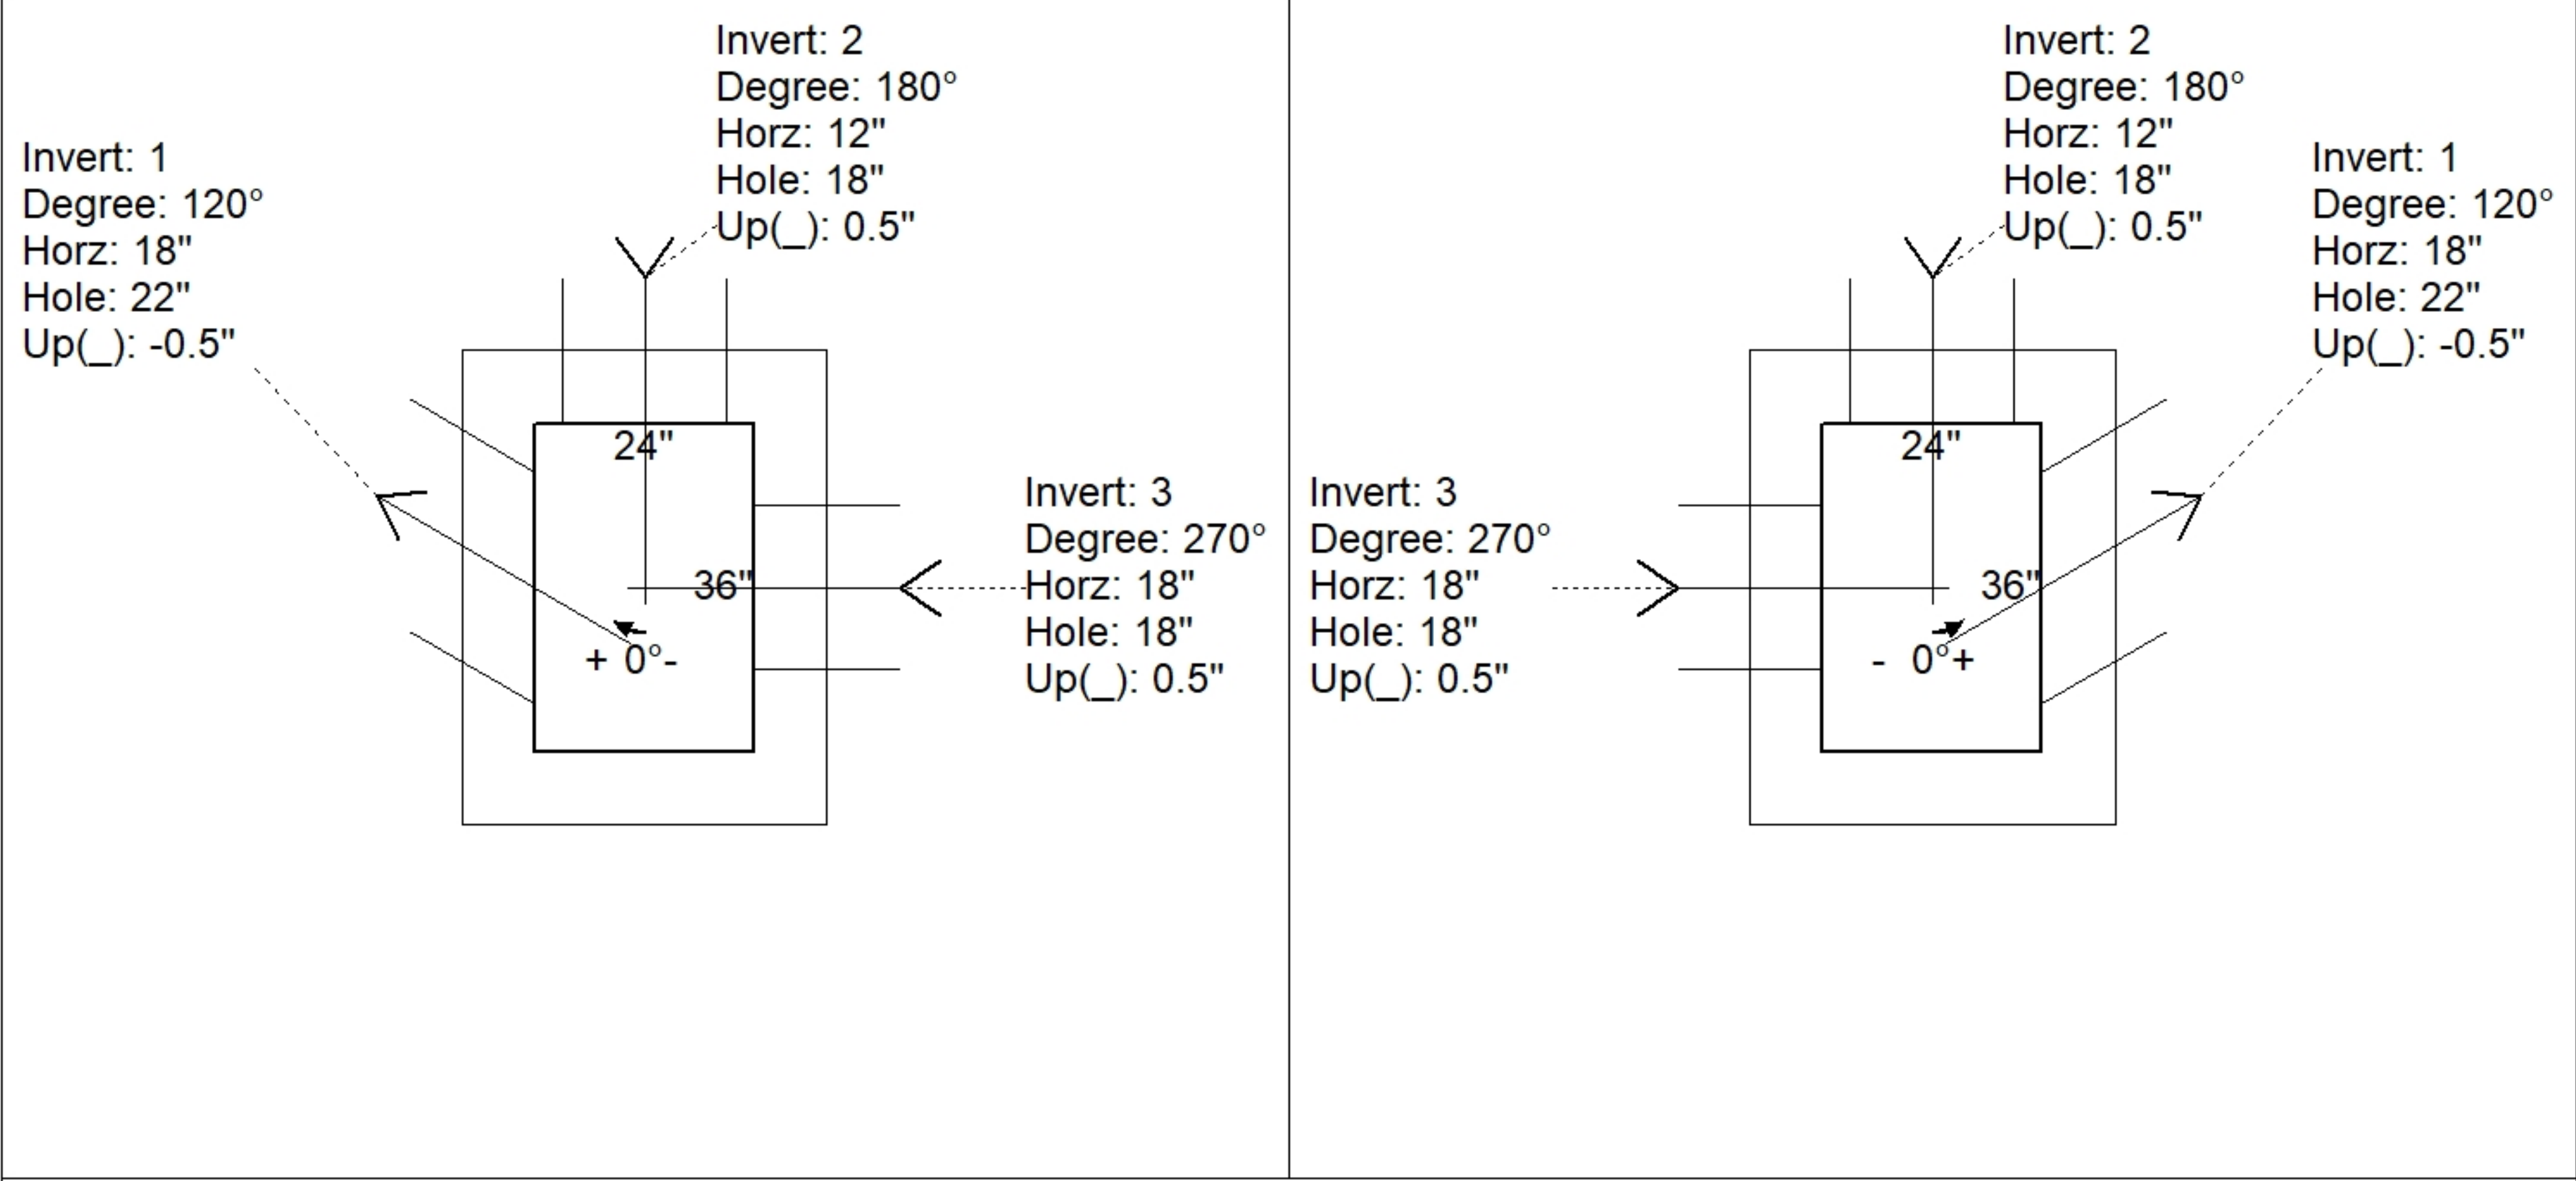 Invert: 1
Degree: 120°
Horz: 18"
Hole: 22"
Up(_): -0.5"
Invert: 2
Degree: 180°
Horz: 12"
Hole: 18"
Up(_): 0.5"
24"
36"
+ 0°-
Invert: 3
Degree: 270°
Horz: 18"
Hole: 18"
Up(_): 0.5"
Invert: 3
Degree: 270°
Horz: 18"
Hole: 18"
Up(_): 0.5"
Invert: 2
Degree: 180°
Horz: 12"
Hole: 18"
Up(_): 0.5"
24"
36"
- 0°+
Invert: 1
Degree: 120°
Horz: 18"
Hole: 22"
Up(_): -0.5"